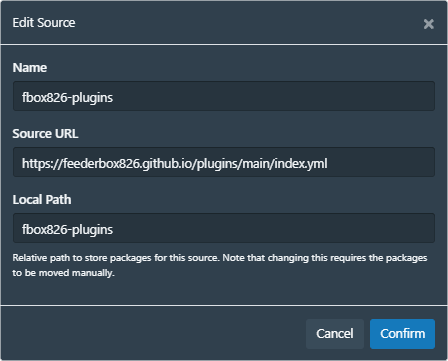 Edit Source
×
Name
fbox826-plugins
Source URL
https://feederbox826.github.io/plugins/main/index.yml
Local Path
fbox826-plugins
Relative path to store packages for this source. Note that changing this requires the packages
to be moved manually.
Cancel Confirm